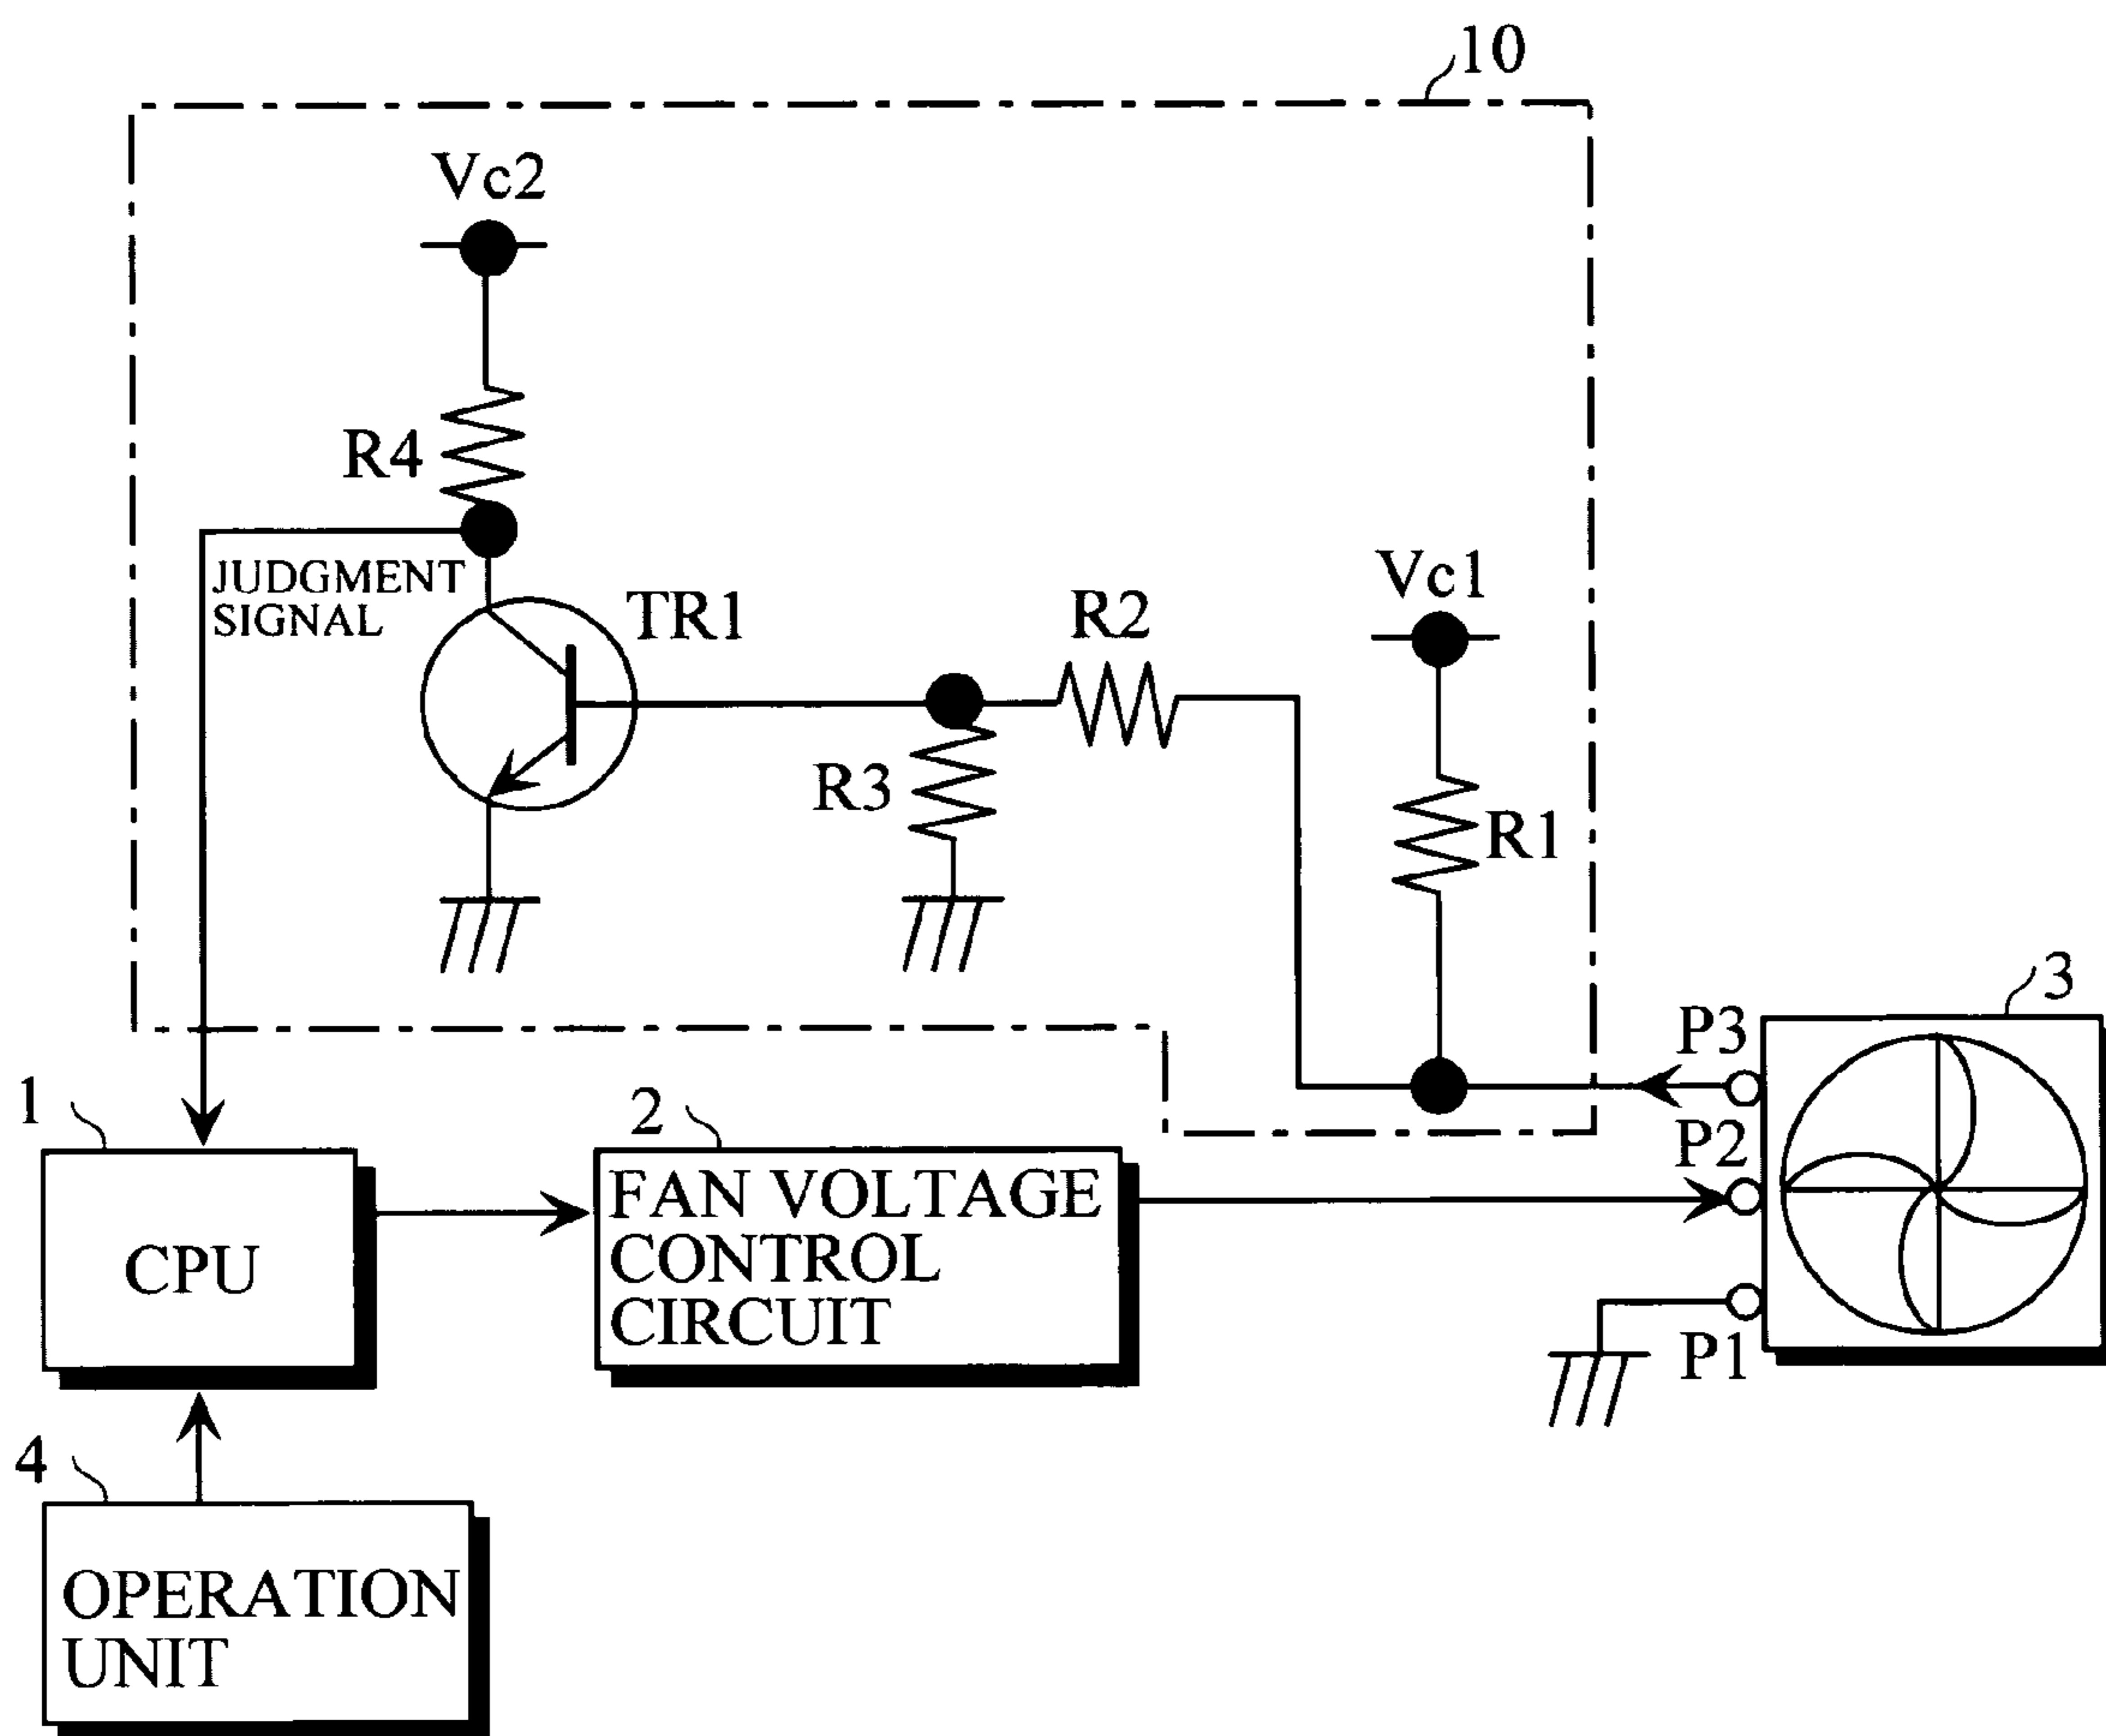 10
Vc2
R4
JUDGMENT
SIGNAL
TR1
R2
Vc1
R3
R1
3
P3
P2
P1
1
CPU
2
FAN VOLTAGE
CONTROL
CIRCUIT
4
OPERATION
UNIT